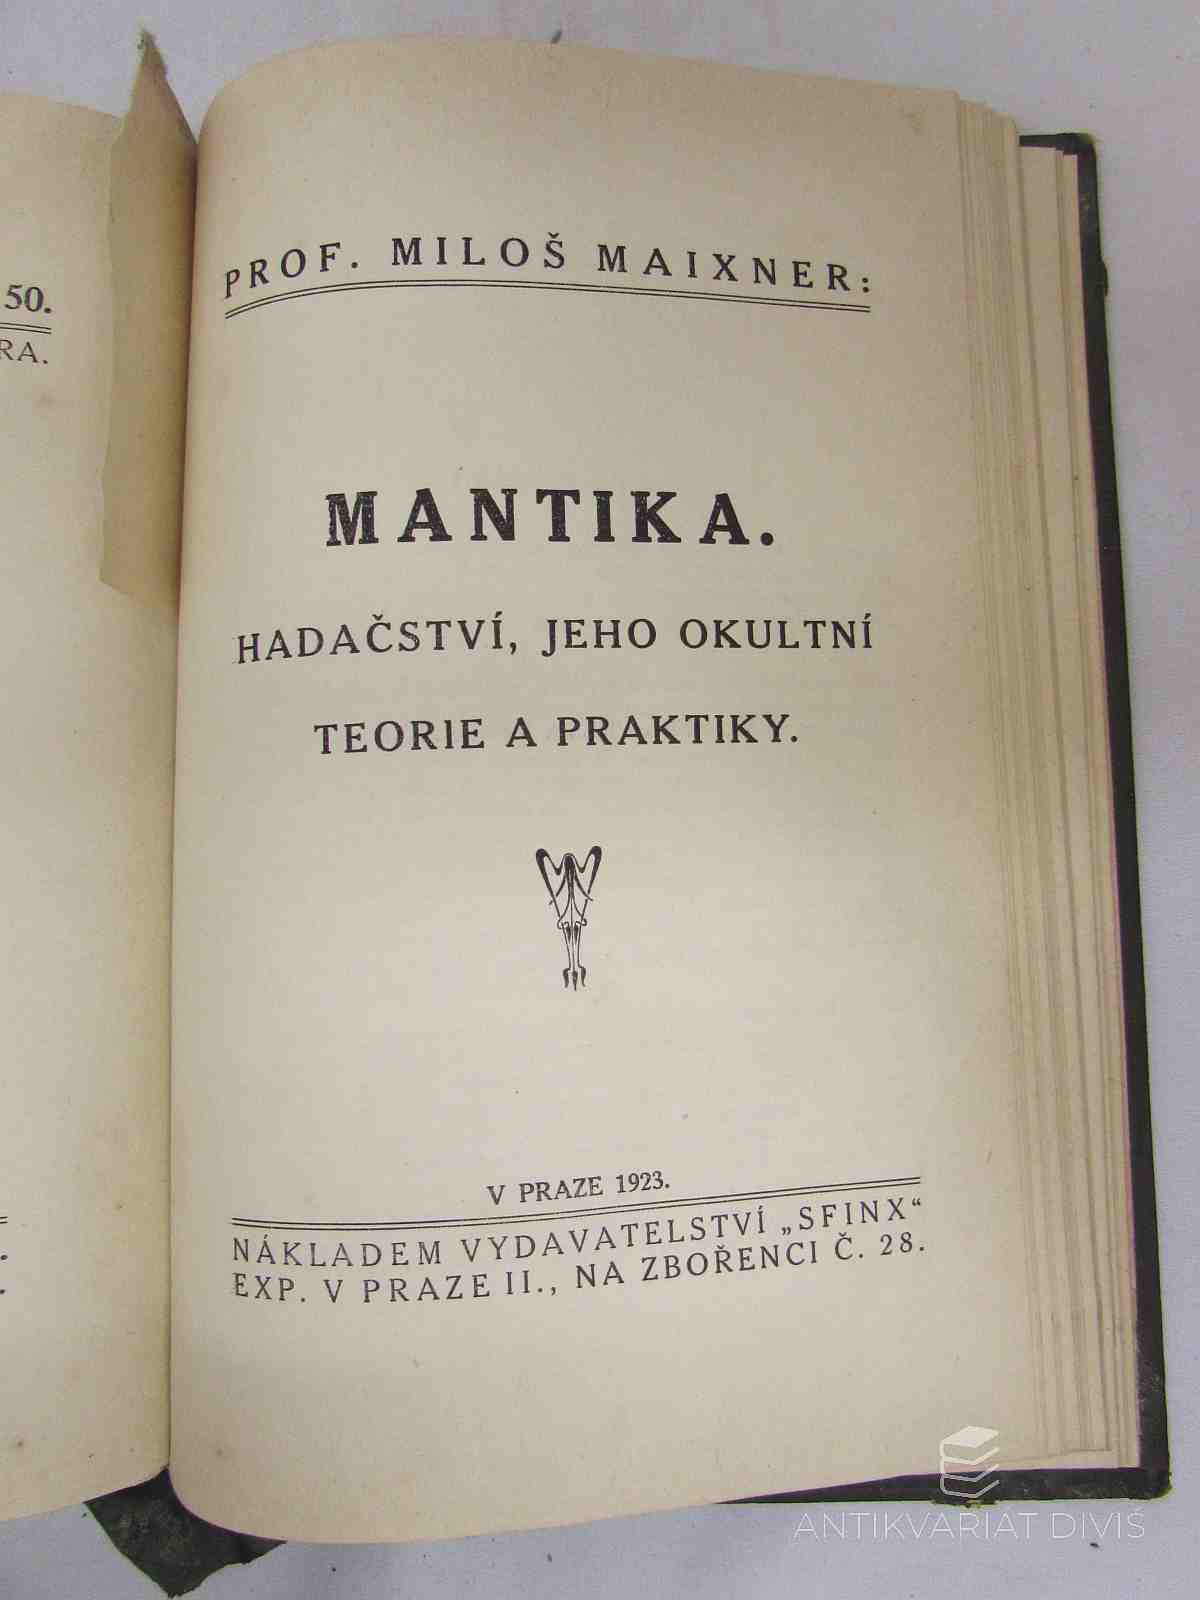 50.
RA.
PROF. MILOŠ MAIXNER:
MANTIKA.
HADAČSTVÍ, JEHO OKULTNÍ
TEORIE A PRAKTIKY.
V PRAZE 1923.
NÁKLADEM VYDAVATELSTVÍ „SFINX“
EXP. V PRAZE II., NA ZBOŘENCI Č. 28.
ANTIKVARIAT DIVIŠ